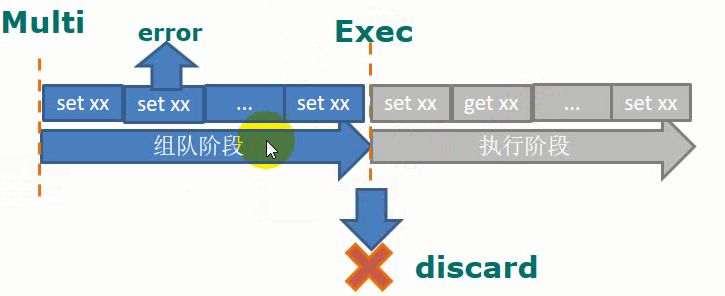 Multi
error
Exec
set xx
set xx
...
set xx
set xx
get xx
...
set xx
组队阶段
执行阶段
discard